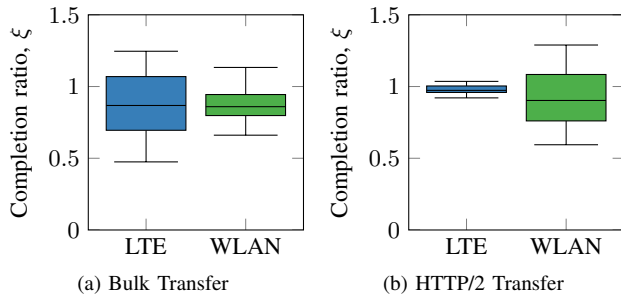 Completion ratio, ξ
1.5
1
0.5
0
LTE
WLAN
(a) Bulk Transfer
Completion ratio, ξ
1.5
1
0.5
0
LTE
WLAN
(b) HTTP/2 Transfer